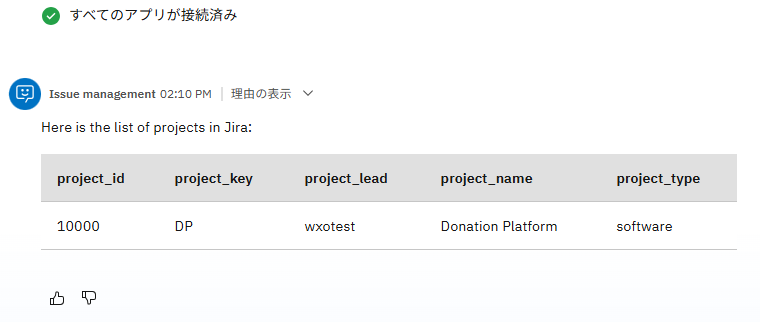 すべてのアプリが接続済み
Issue management 02:10 PM | 理由の表示
Here is the list of projects in Jira:
project_id project_key project_lead project_name project_type
10000 DP wxotest Donation Platform software